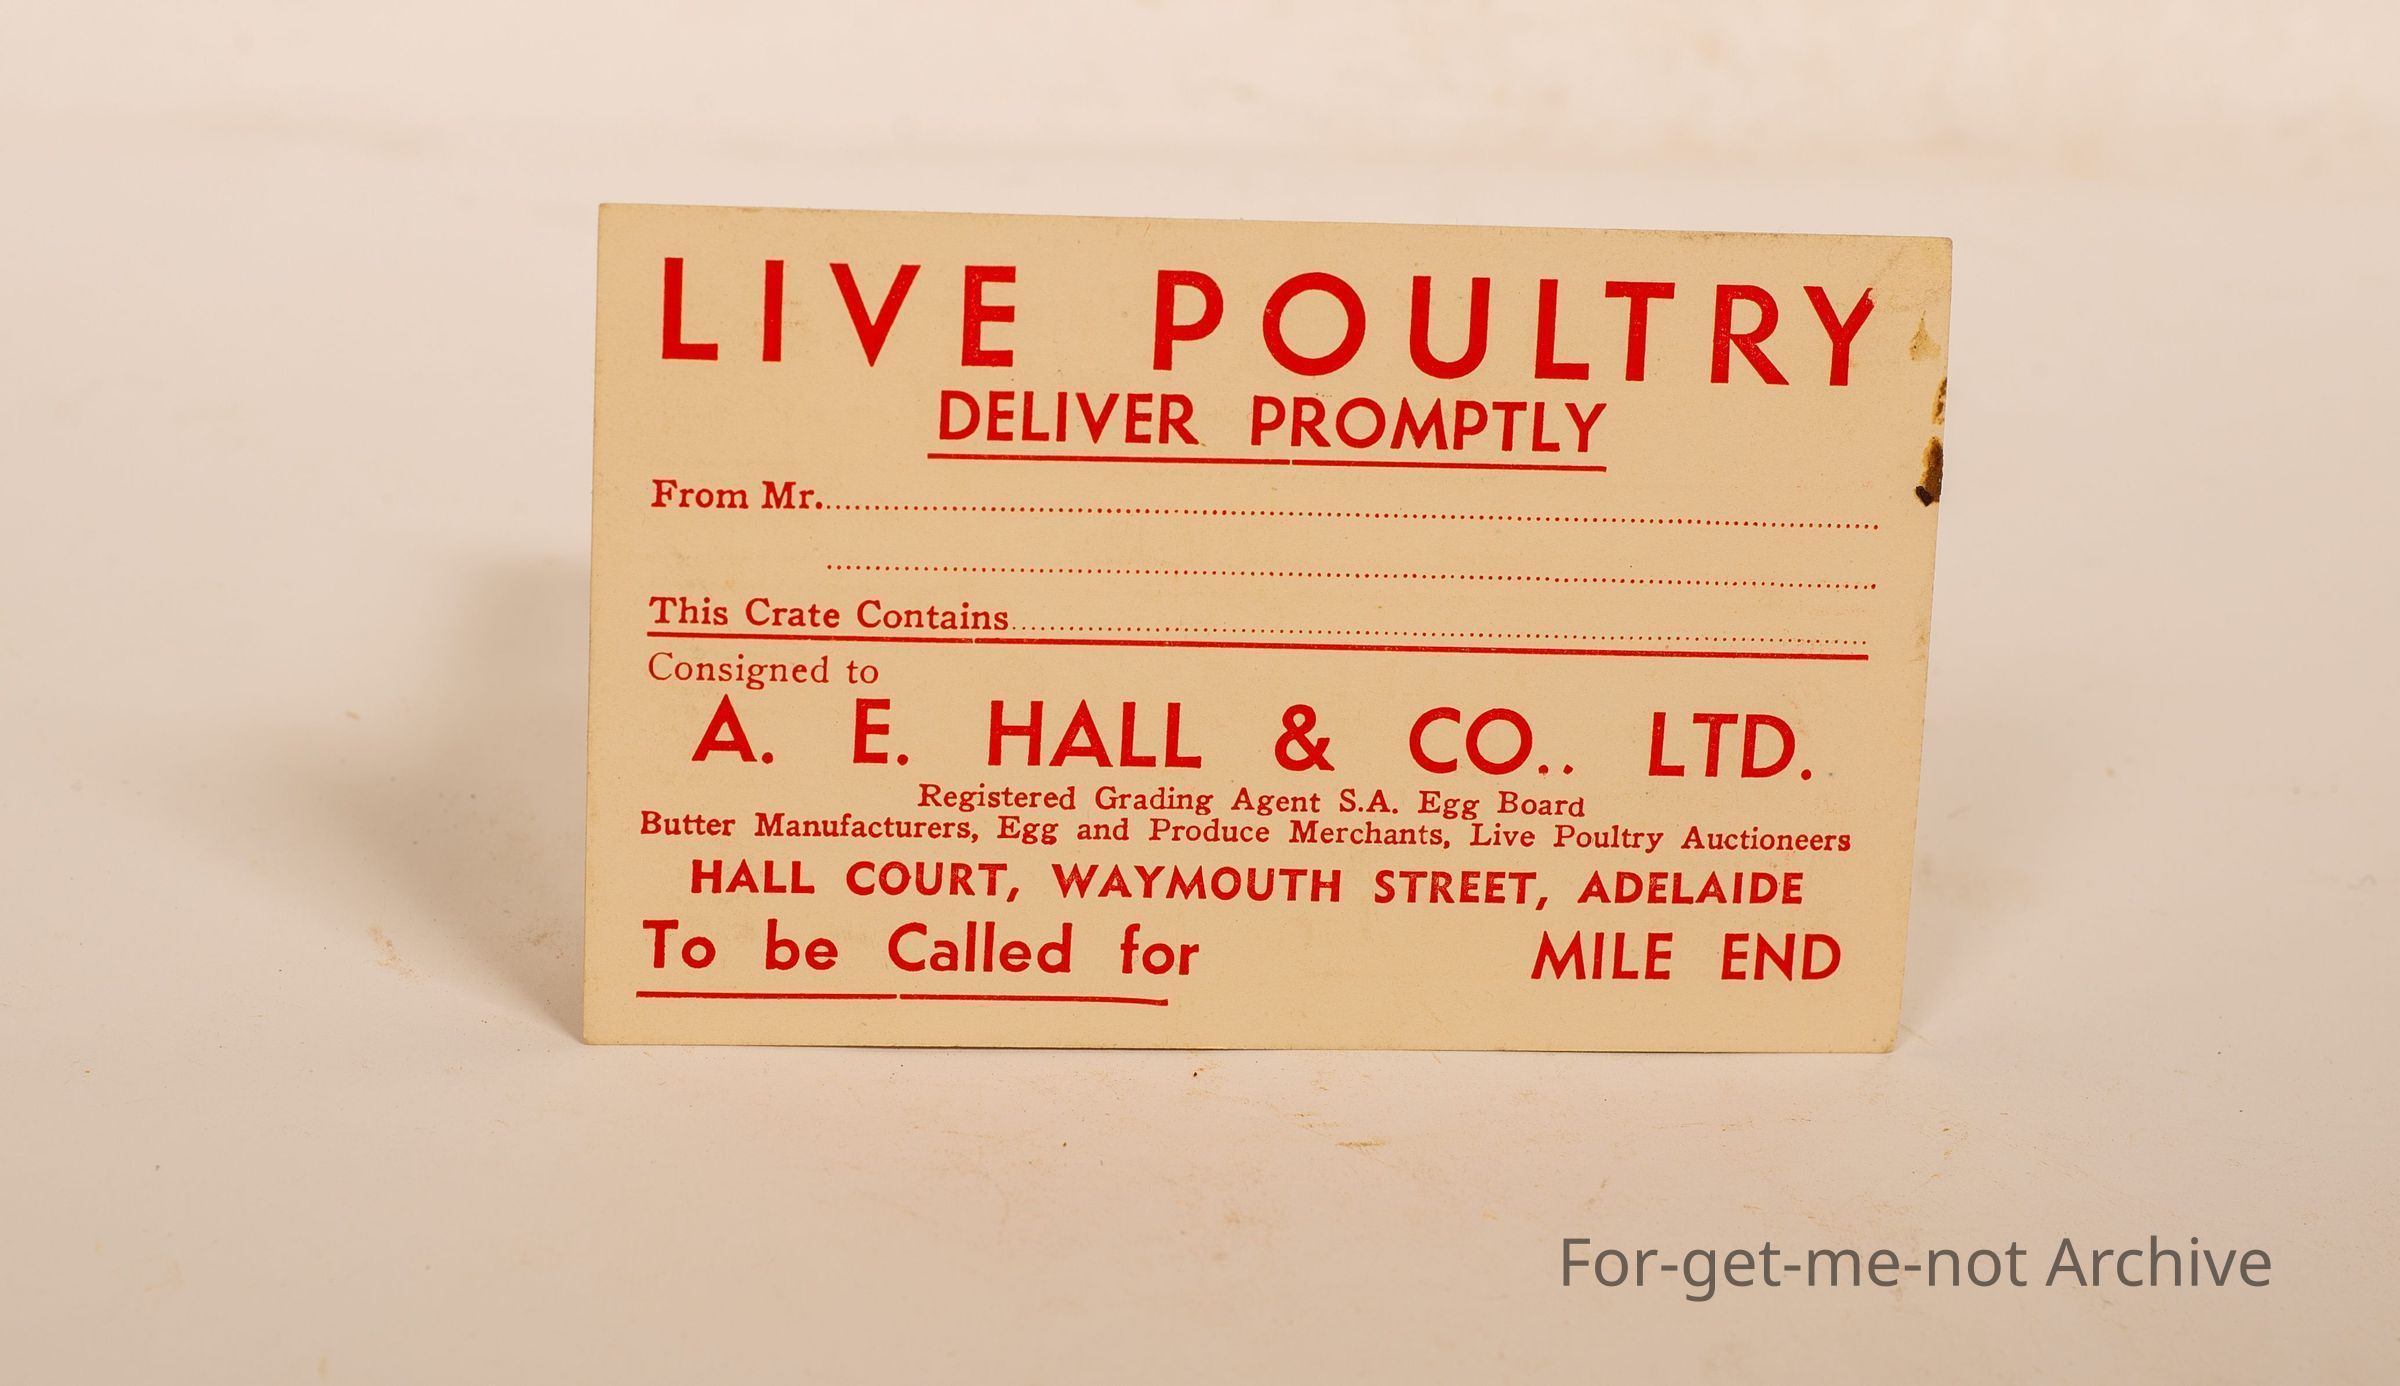 LIVE POULTRY
DELIVER PROMPTLY
From Mr.
This Crate Contains
Consigned to
A. E. HALL & CO.. LTD.
Registered Grading Agent S.A. Egg Board
Butter Manufacturers, Egg and Produce Merchants, Live Poultry Auctioneers
HALL COURT, WAYMOUTH STREET, ADELAIDE
To be Called for MILE END
For-get-me-not Archive